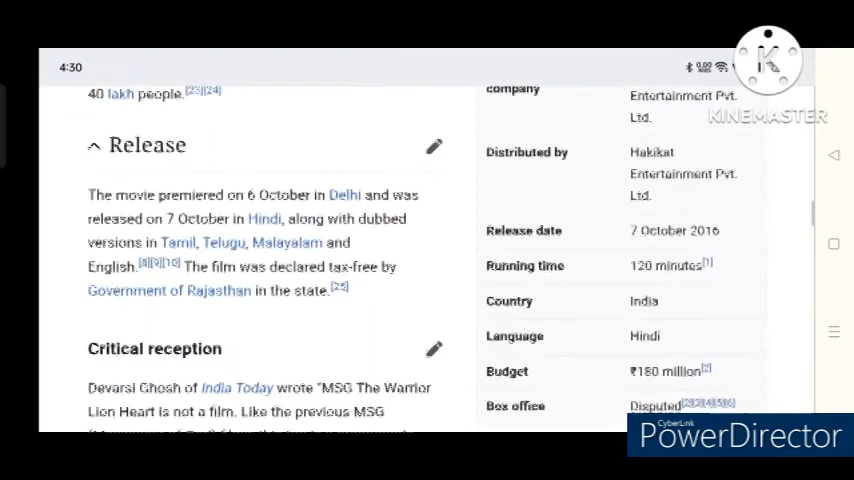 4:30
KINEMASTER
40 lakh people.[23][24]
Release
The movie premiered on 6 October in Delhi and was
released on 7 October in Hindi, along with dubbed
versions in Tamil, Telugu, Malayalam and
English.[8][9][10] The film was declared tax-free by
Government of Rajasthan in the state.[25]
Critical reception
Devarsi Ghosh of India Today wrote "MSG The Warrior
Lion Heart is not a film. Like the previous MSG
company
Entertainment Pvt.
Ltd.
Distributed by
Hakikat
Entertainment Pvt.
Ltd.
Release date
7 October 2016
Running time
120 minutes[1]
Country
India
Language
Hindi
Budget
₹180 million[2]
Box office
Disputed
CyberLink
PowerDirector